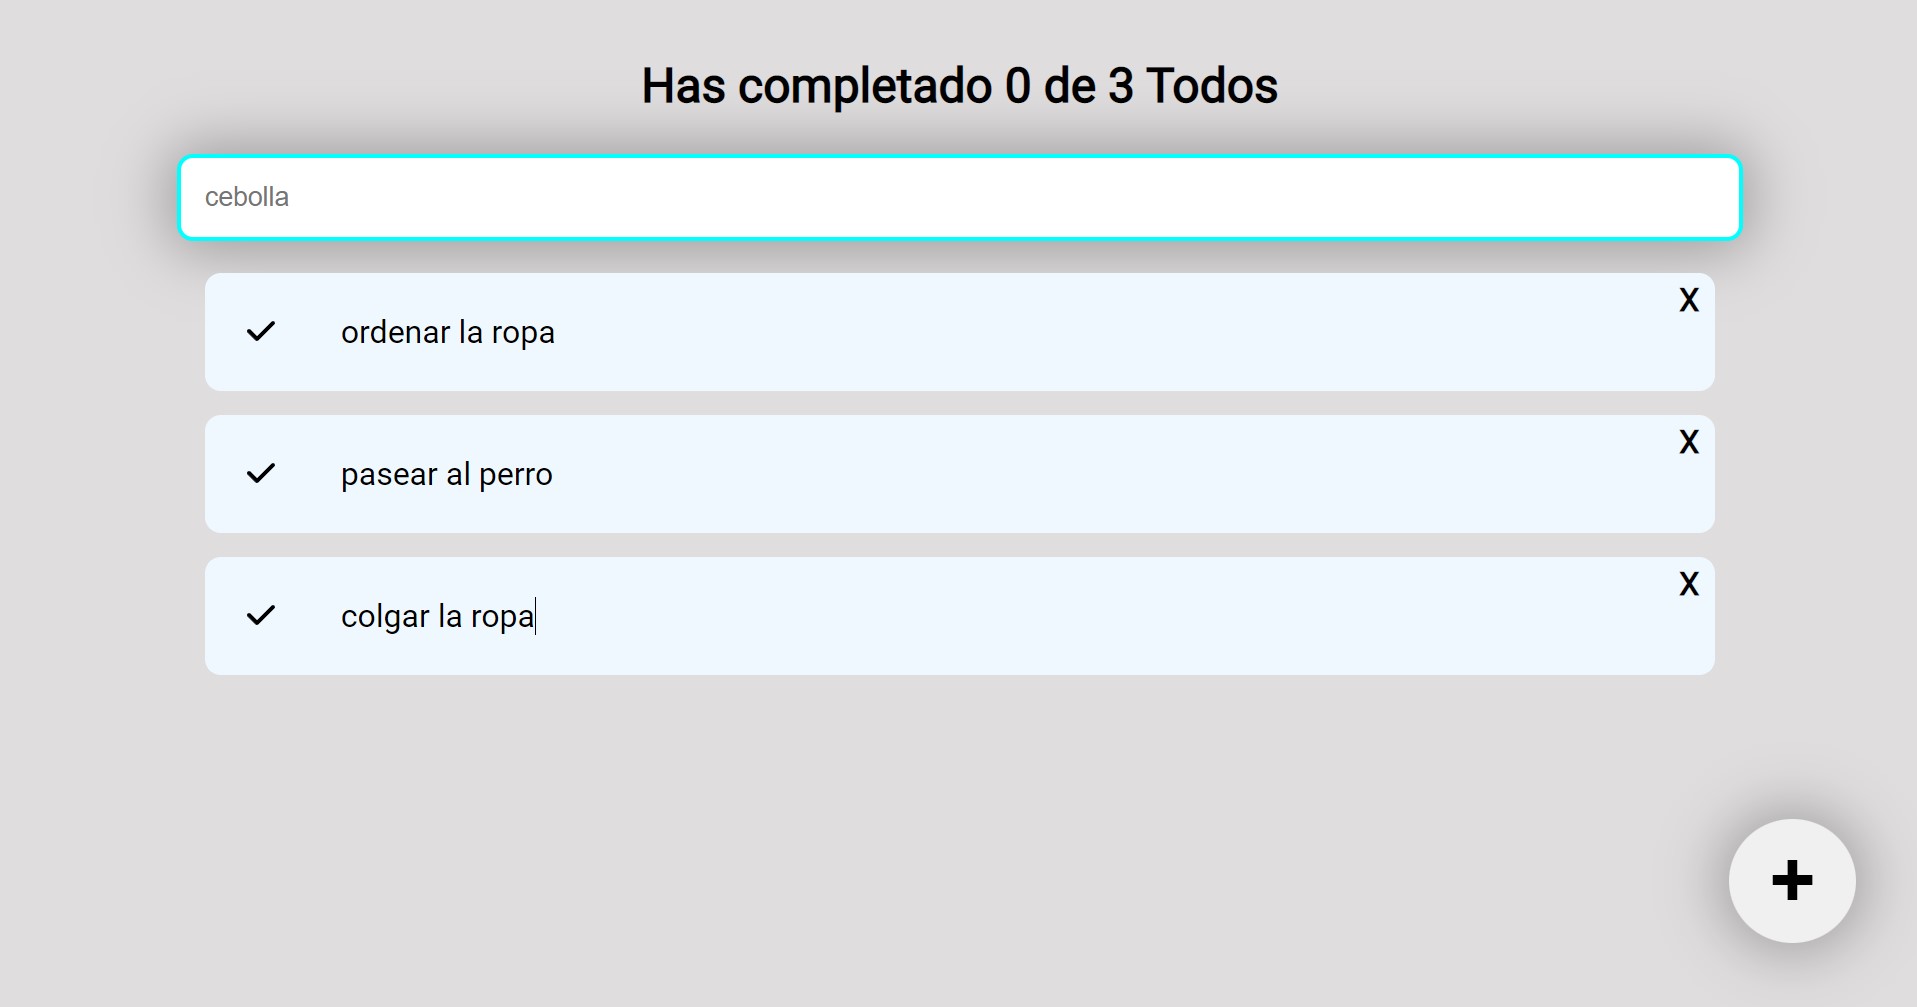 Has completado 0 de 3 Todos
cebolla
X
ordenar la ropa
X
pasear al perro
X
colgar la ropa
+